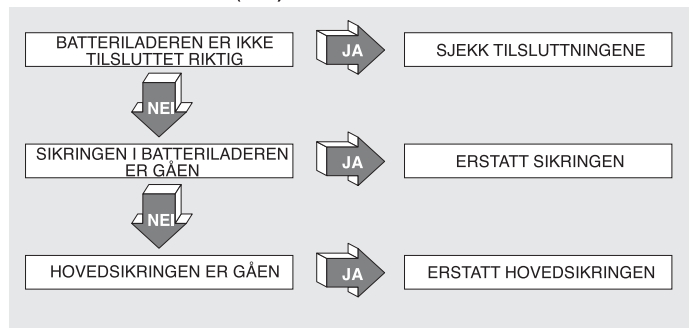 BATTERILADEREN ER IKKE
TILSLUTTET RIKTIG
JA
SJEKK TILSLUTTNINGENE
NEI
SIKRINGEN I BATTERILADEREN
ER GÅEN
JA
ERSTATT SIKRINGEN
NEI
HOVEDSIKRINGEN ER GÅEN
JA
ERSTATT HOVEDSIKRINGEN